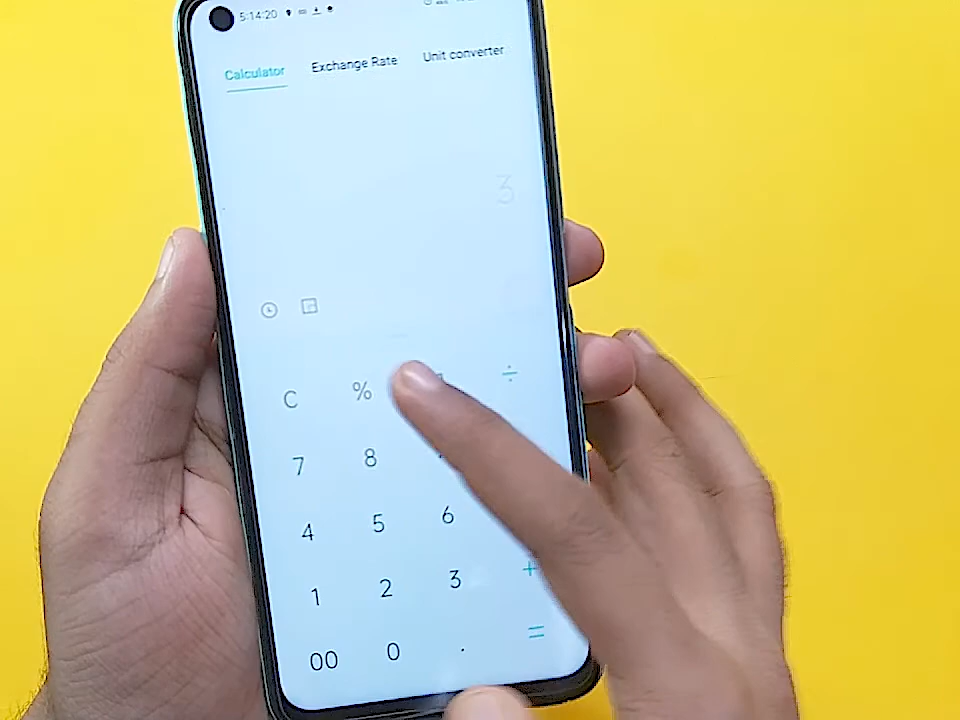 5:14:20
Calculator Exchange Rate Unit converter
3
C % ÷
7 8
4 5 6
1 2 3 +
00 0 . =